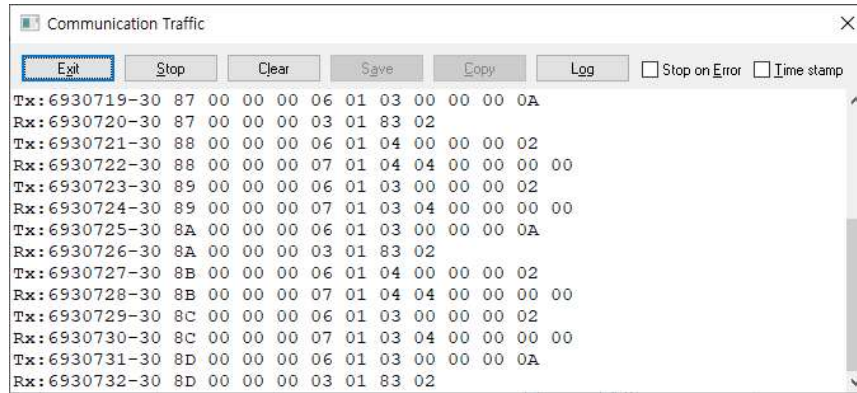 Communication Traffic
Exit Stop Clear Save Copy Log Stop on Error Time stamp
Tx:6930719-30 87 00 00 00 06 01 03 00 00 00 0A
Rx:6930720-30 87 00 00 00 03 01 83 02
Tx:6930721-30 88 00 00 00 06 01 04 00 00 00 02
Rx:6930722-30 88 00 00 00 07 01 04 04 00 00 00 00
Tx:6930723-30 89 00 00 00 06 01 03 00 00 00 02
Rx:6930724-30 89 00 00 00 07 01 03 04 00 00 00 00
Tx:6930725-30 8A 00 00 00 06 01 03 00 00 00 0A
Rx:6930726-30 8A 00 00 00 03 01 83 02
Tx:6930727-30 8B 00 00 00 06 01 04 00 00 00 02
Rx:6930728-30 8B 00 00 00 07 01 04 04 00 00 00 00
Tx:6930729-30 8C 00 00 00 06 01 03 00 00 00 02
Rx:6930730-30 8C 00 00 00 07 01 03 04 00 00 00 00
Tx:6930731-30 8D 00 00 00 06 01 03 00 00 00 0A
Rx:6930732-30 8D 00 00 00 03 01 83 02